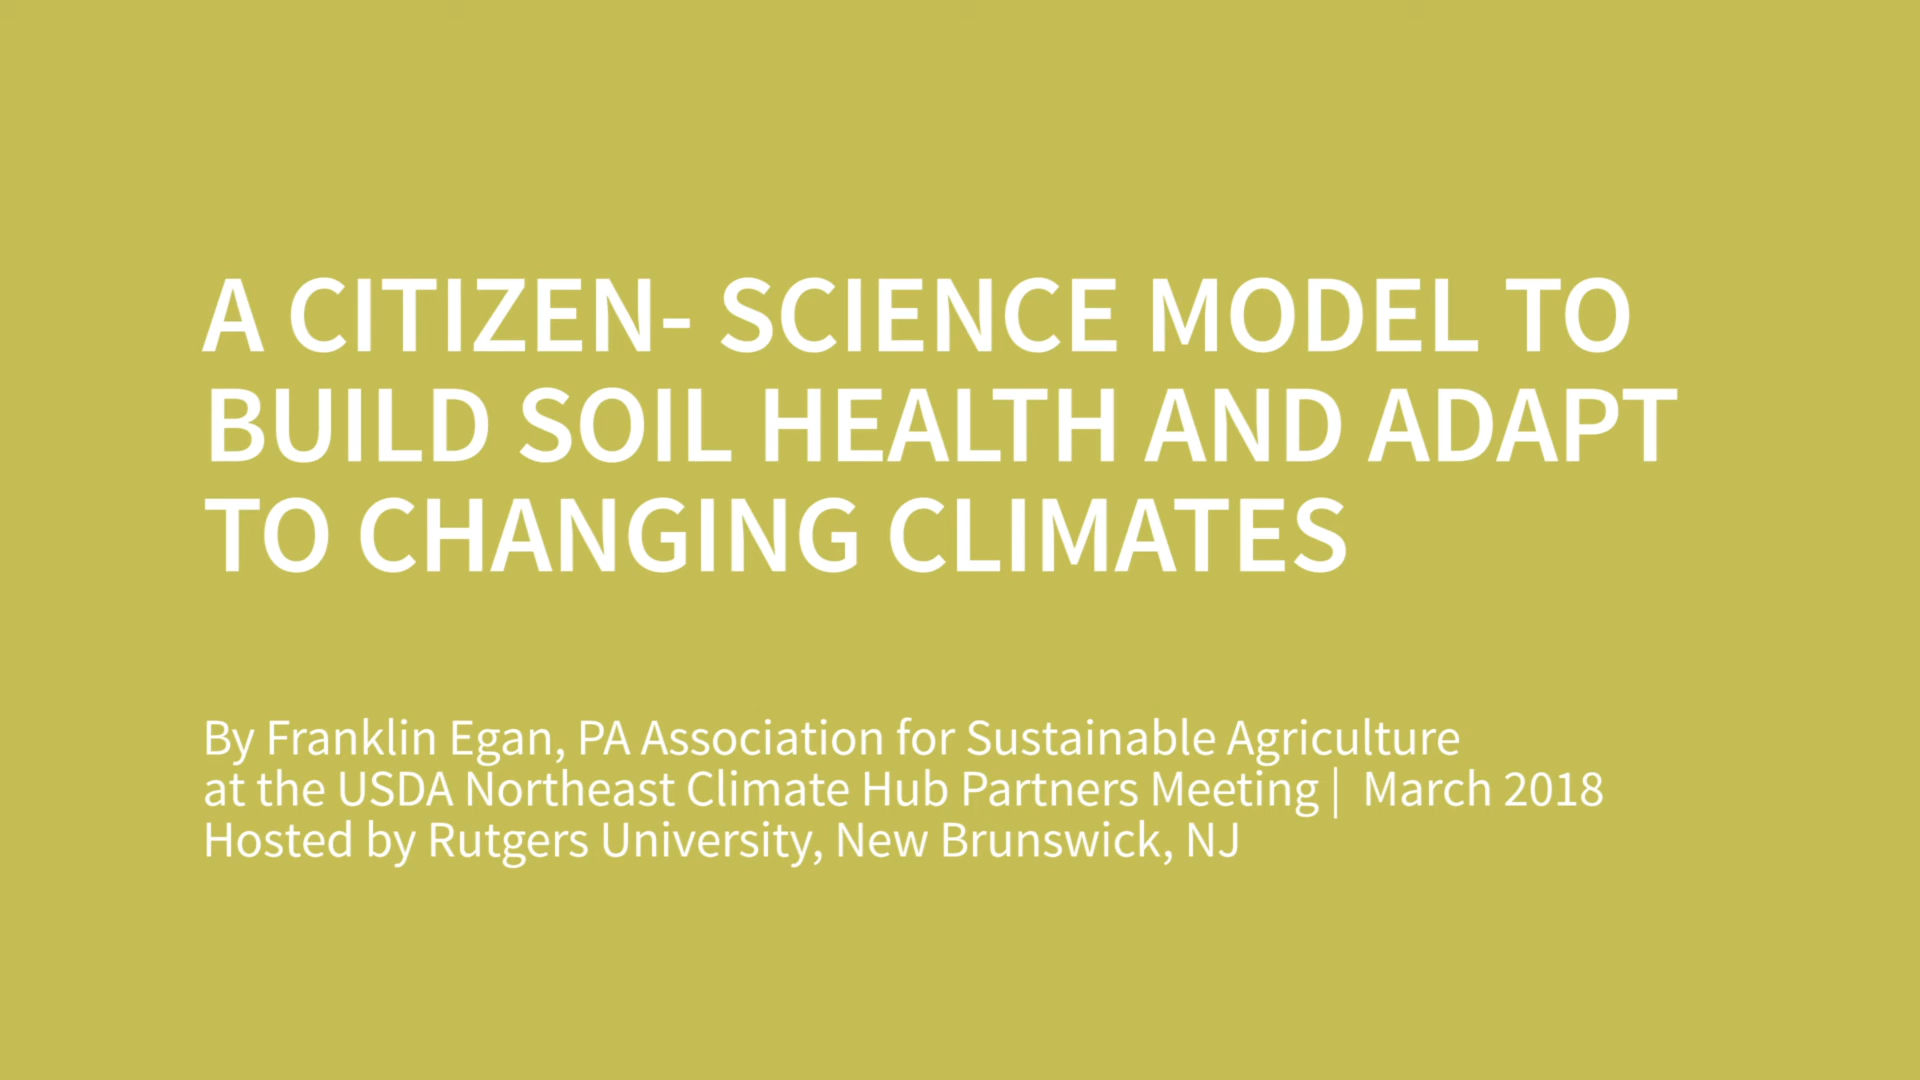 A CITIZEN- SCIENCE MODEL TO
BUILD SOIL HEALTH AND ADAPT
TO CHANGING CLIMATES
By Franklin Egan, PA Association for Sustainable Agriculture
at the USDA Northeast Climate Hub Partners Meeting | March 2018
Hosted by Rutgers University, New Brunswick, NJ